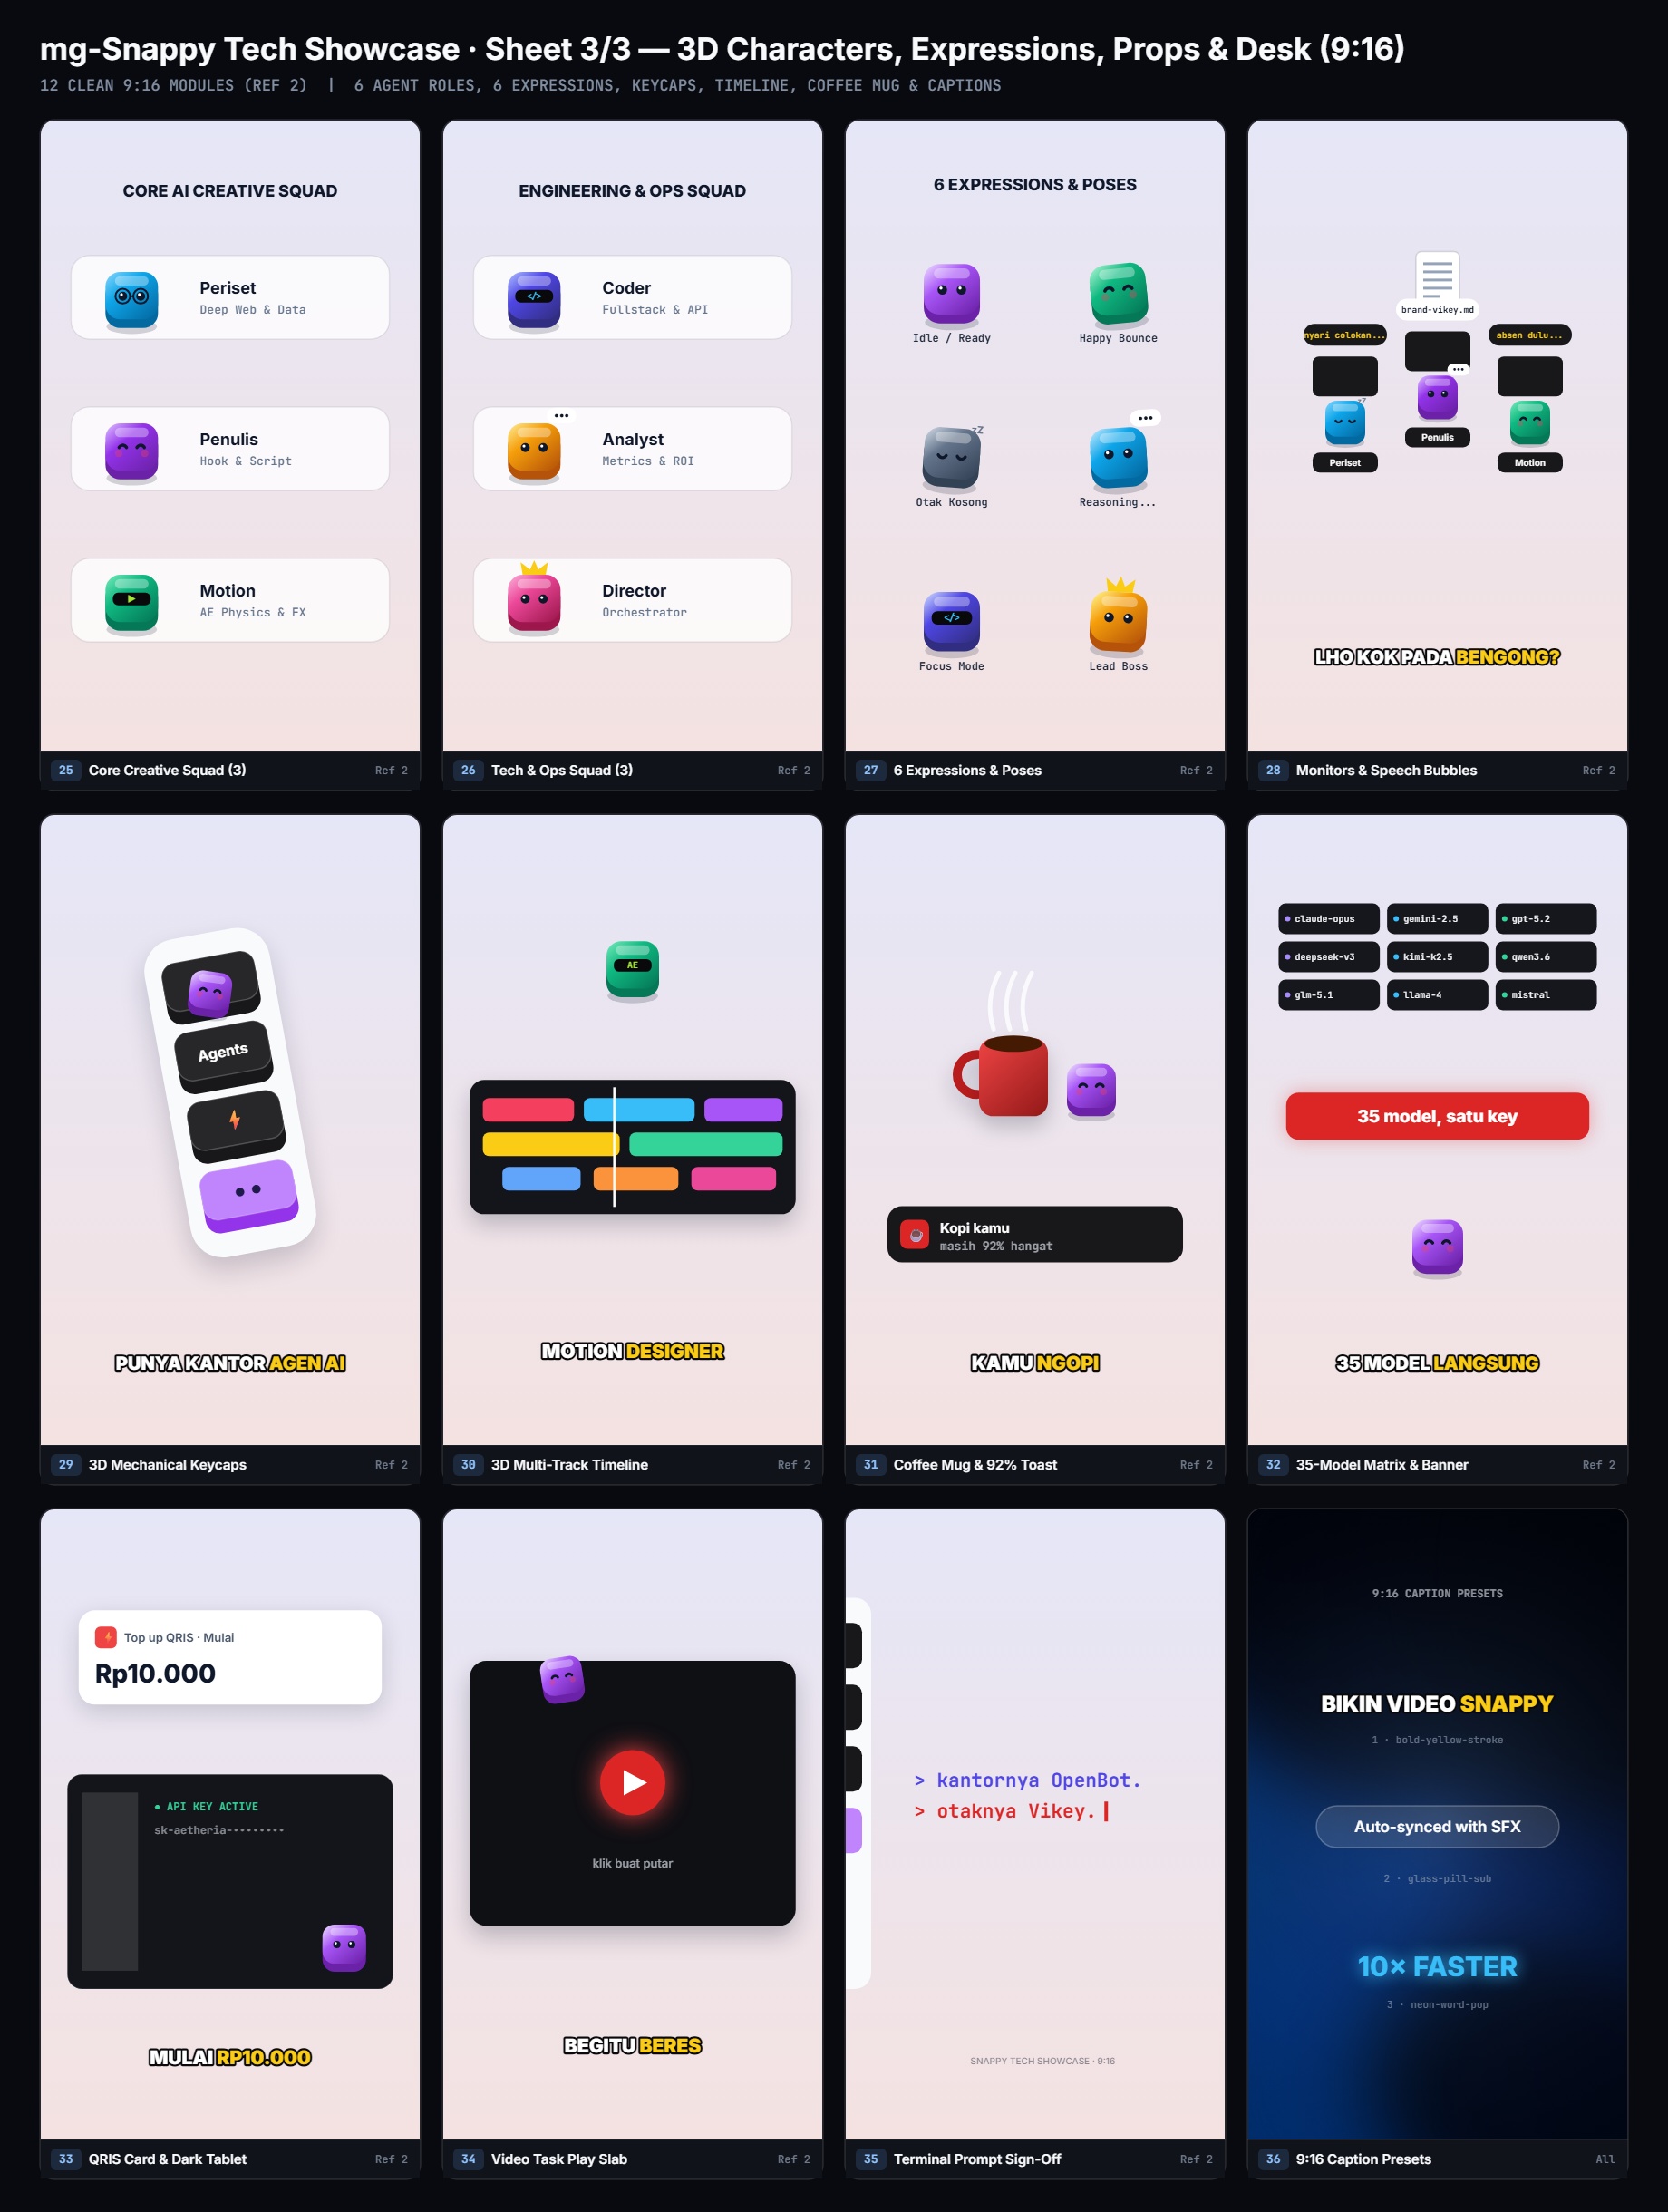 mg-Snappy Tech Showcase · Sheet 3/3 — 3D Characters, Expressions, Props & Desk (9:16)
12 CLEAN 9:16 MODULES (REF 2) | 6 AGENT ROLES, 6 EXPRESSIONS, KEYCAPS, TIMELINE, COFFEE MUG & CAPTIONS
CORE AI CREATIVE SQUAD
Periset
Deep Web & Data
Penulis
Hook & Script
Motion
AE Physics & FX
25 Core Creative Squad (3) Ref 2
ENGINEERING & OPS SQUAD
</>
Coder
Fullstack & API
•••
Analyst
Metrics & ROI
Director
Orchestrator
26 Tech & Ops Squad (3) Ref 2
6 EXPRESSIONS & POSES
Idle / Ready
Happy Bounce
zZ
Otak Kosong
•••
Reasoning...
</>
Focus Mode
Lead Boss
27 6 Expressions & Poses Ref 2
brand-vikey.md
nyari colokan...
absen dulu...
•••
zZ
Penulis
Periset
Motion
LHO KOK PADA BENGONG?
28 Monitors & Speech Bubbles Ref 2
Agents
PUNYA KANTOR AGEN AI
29 3D Mechanical Keycaps Ref 2
AE
MOTION DESIGNER
30 3D Multi-Track Timeline Ref 2
Kopi kamu
masih 92% hangat
KAMU NGOPI
31 Coffee Mug & 92% Toast Ref 2
claude-opus gemini-2.5 gpt-5.2
deepseek-v3 kimi-k2.5 qwen3.6
glm-5.1 llama-4 mistral
35 model, satu key
35 MODEL LANGSUNG
32 35-Model Matrix & Banner Ref 2
Top up QRIS · Mulai
Rp10.000
● API KEY ACTIVE
sk-aetheria-••••••••
MULAI RP10.000
33 QRIS Card & Dark Tablet Ref 2
klik buat putar
BEGITU BERES
34 Video Task Play Slab Ref 2
> kantornya OpenBot.
> otaknya Vikey.
SNAPPY TECH SHOWCASE · 9:16
35 Terminal Prompt Sign-Off Ref 2
9:16 CAPTION PRESETS
BIKIN VIDEO SNAPPY
1 · bold-yellow-stroke
Auto-synced with SFX
2 · glass-pill-sub
10× FASTER
3 · neon-word-pop
36 9:16 Caption Presets All